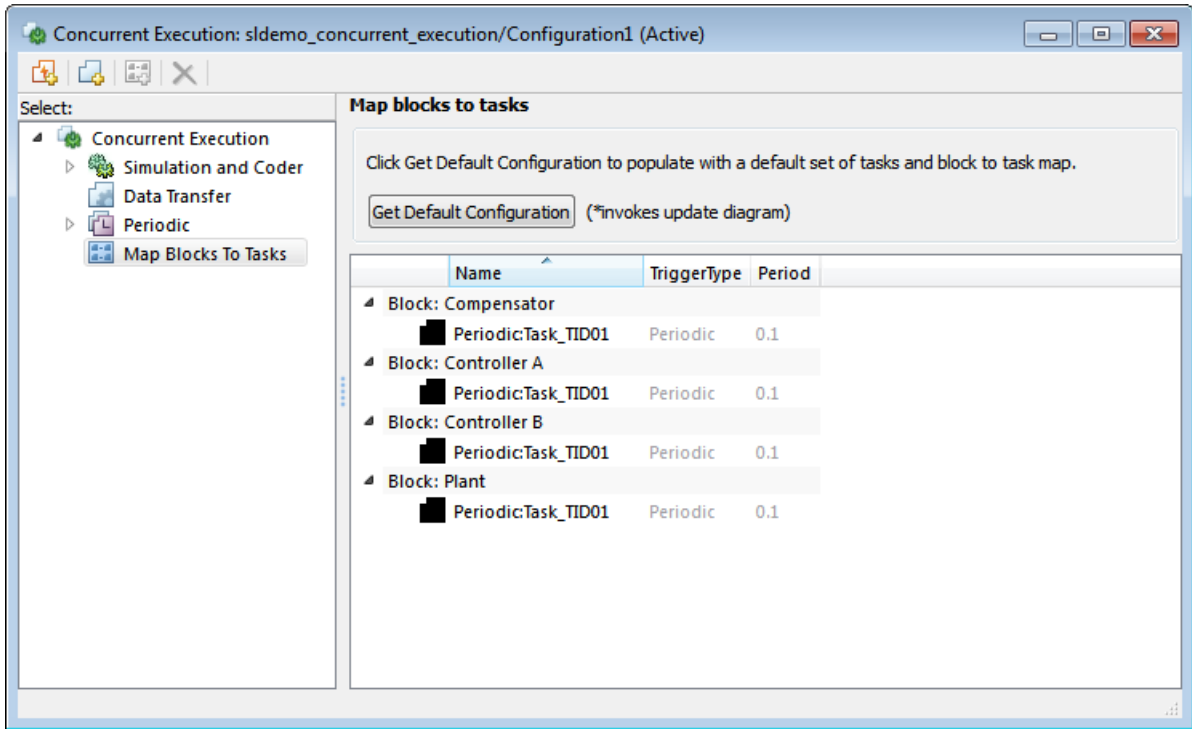 Concurrent Execution: sldemo_concurrent_execution/Configuration1 (Active)
Select:
Concurrent Execution
Simulation and Coder
Data Transfer
Periodic
Map Blocks To Tasks
Map blocks to tasks
Click Get Default Configuration to populate with a default set of tasks and block to task map.
Get Default Configuration (*invokes update diagram)
Name TriggerType Period
Block: Compensator
Periodic:Task_TID01 Periodic 0.1
Block: Controller A
Periodic:Task_TID01 Periodic 0.1
Block: Controller B
Periodic:Task_TID01 Periodic 0.1
Block: Plant
Periodic:Task_TID01 Periodic 0.1